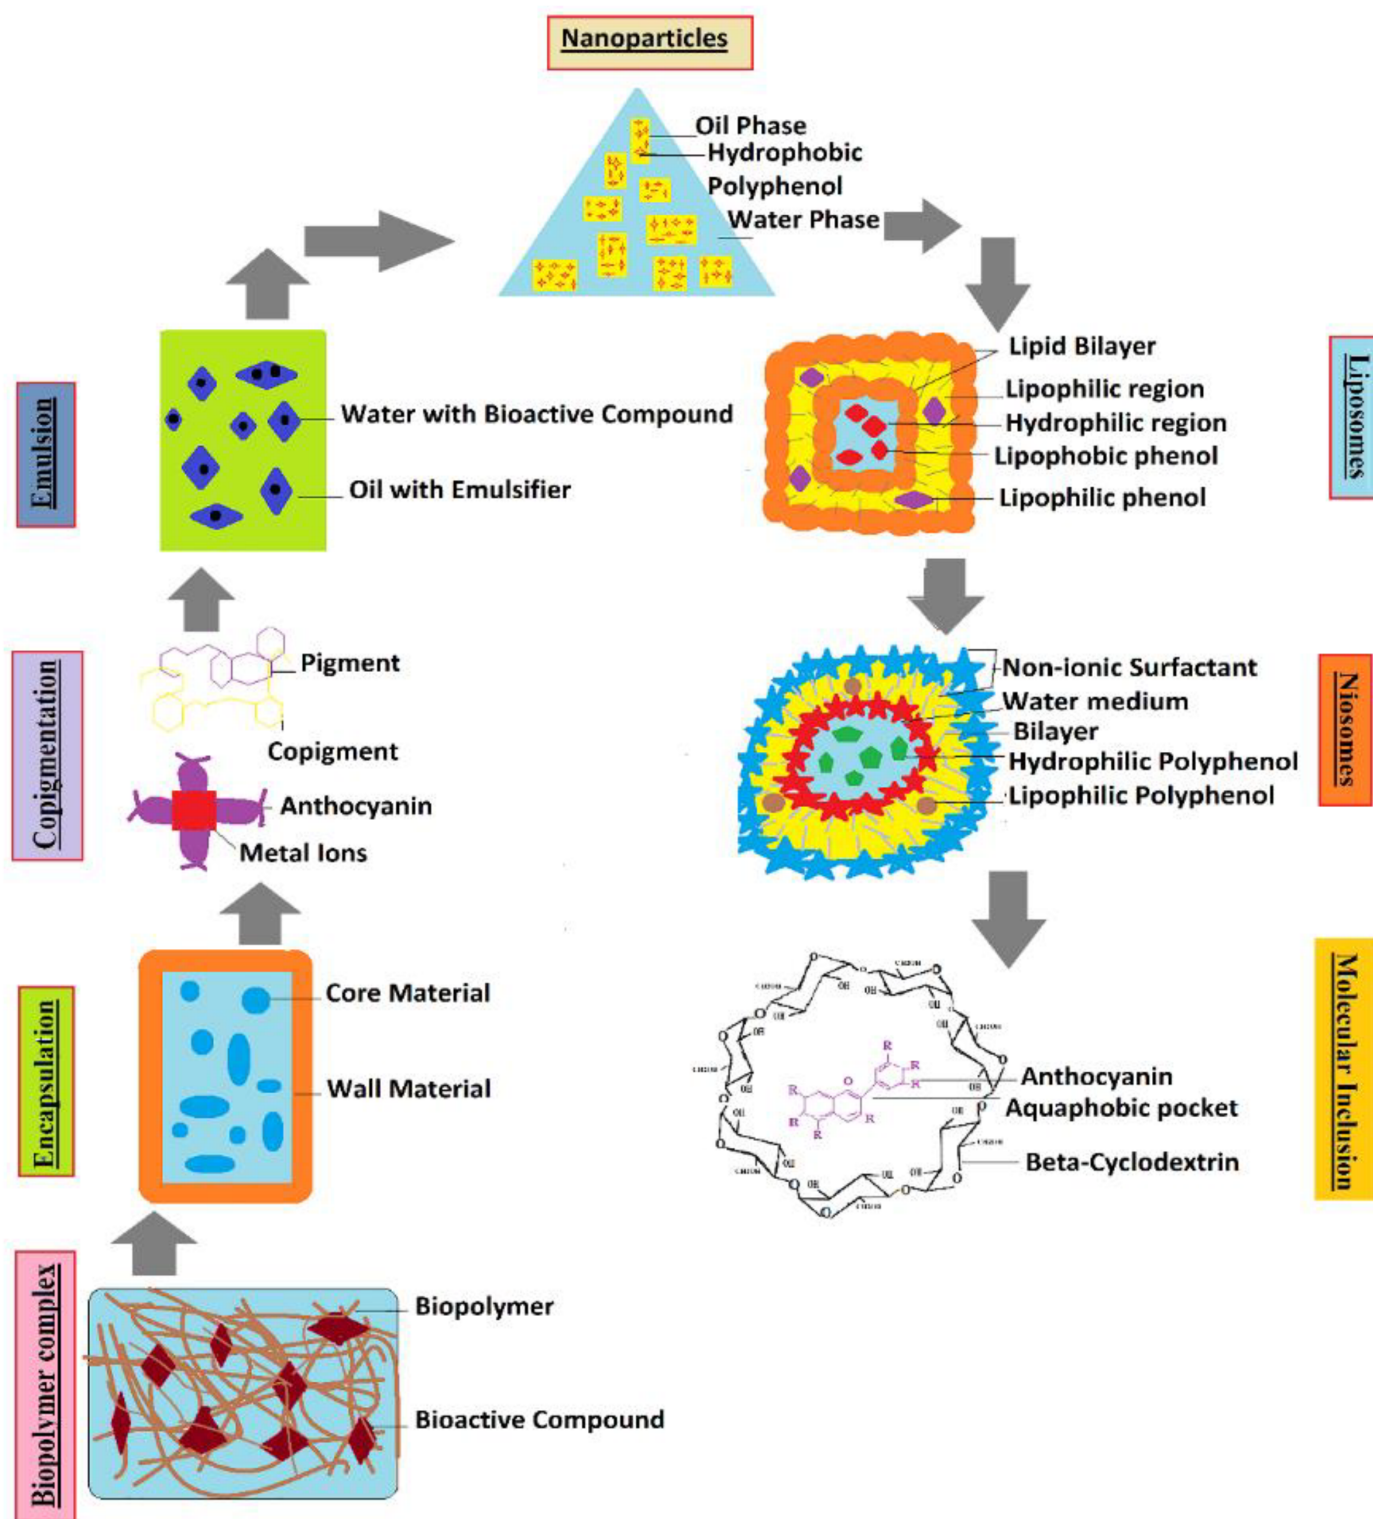 Nanoparticles
Oil Phase
Hydrophobic
Polyphenol
Water Phase
Emulsion
Water with Bioactive Compound
Oil with Emulsifier
Liposomes
Lipid Bilayer
Lipophilic region
Hydrophilic region
Lipophobic phenol
Lipophilic phenol
Copigmentation
Pigment
Copigment
Anthocyanin
Metal Ions
Niosomes
Non-ionic Surfactant
Water medium
Bilayer
Hydrophilic Polyphenol
Lipophilic Polyphenol
Encapsulation
Core Material
Wall Material
Molecular Inclusion
Anthocyanin
Aquaphobic pocket
Beta-Cyclodextrin
R
R
R
R
O
R
R
R
R
Biopolymer complex
Biopolymer
Bioactive Compound